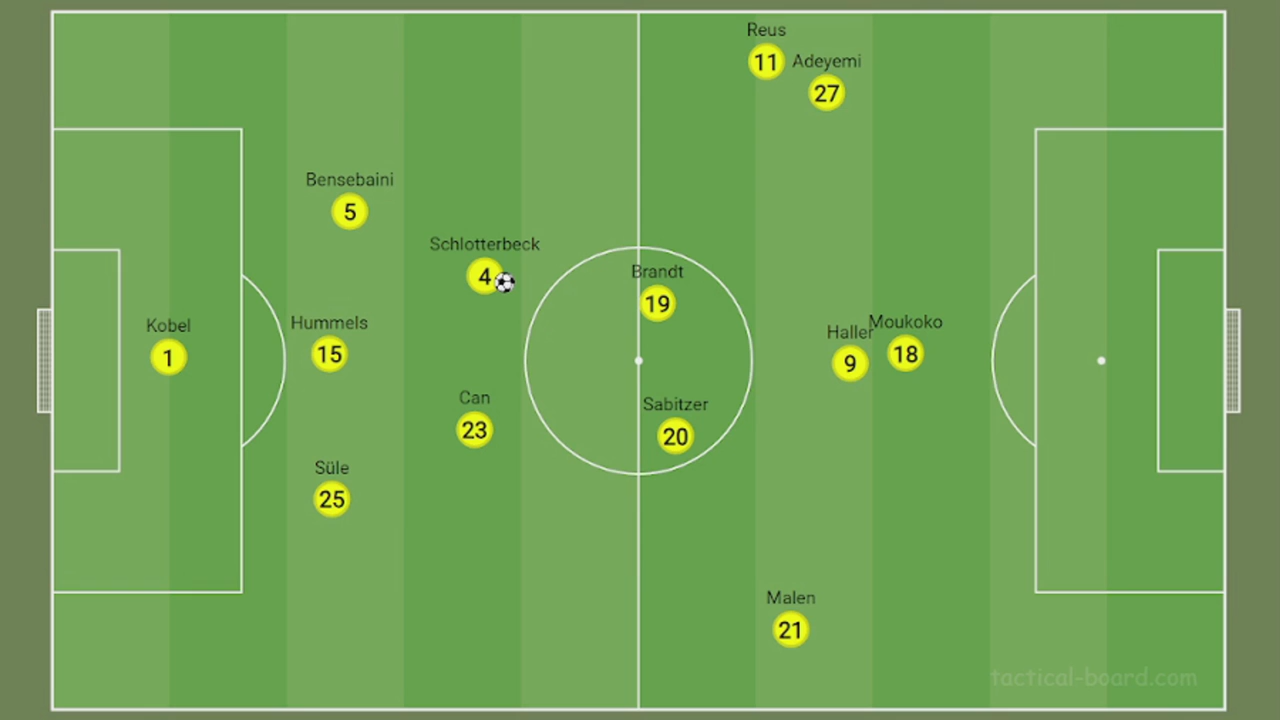 Reus
11
Adeyemi
27
Bensebaini
5
Schlotterbeck
4
Brandt
19
Kobel
1
Hummels
15
Haller
9
Moukoko
18
Can
23
Sabitzer
20
Süle
25
Malen
21
tactical-board.com